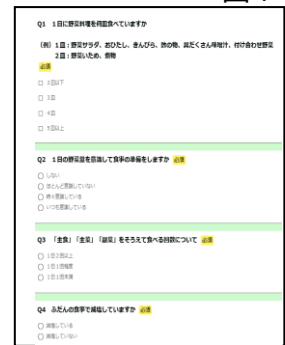 Q1 1日に野菜料理を何皿食べていますか
(例) 1皿：野菜サラダ、おひたし、きんぴら、酢の物、具だくさん味噌汁、付け合わせ野菜
2皿：野菜いため、煮物
必須
2皿以下
3皿
4皿
5皿以上
Q2 1日の野菜量を意識して食事の準備をしますか 必須
しない
ほとんど意識していない
時々意識している
いつも意識している
Q3 「主食」「主菜」「副菜」をそろえて食べる回数について 必須
1日2回以上
1日1回程度
1日1回未満
Q4 ふだんの食事で減塩していますか 必須
減塩している
減塩していない